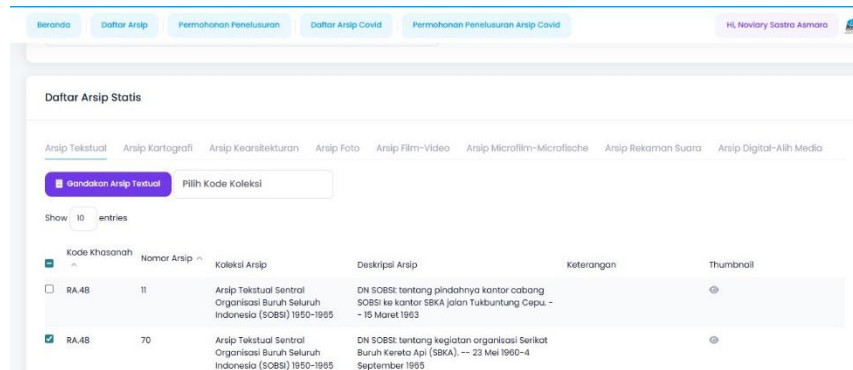 Beranda Daftar Arsip Permohonan Penelusuran Daftar Arsip Covid Permohonan Penelusuran Arsip Covid Hi, Noviary Sastra Asmara
Daftar Arsip Statis
Arsip Tekstual Arsip Kartografi Arsip Kearsitekturan Arsip Foto Arsip Film-Video Arsip Microfilm-Microfische Arsip Rekaman Suara Arsip Digital-Alih Media
Gandakan Arsip Textual Pilih Kode Koleksi
Show 10 entries
Kode Khasanah Nomor Arsip Koleksi Arsip Deskripsi Arsip Keterangan Thumbnail
RA.48 11 Arsip Tekstual Sentral DN SOBSI: tentang pindahnya kantor cabang
Organisasi Buruh Seluruh SOBSI ke kantor SBKA jalan Tukbuntung Cepu. -
Indonesia (SOBSI) 1950-1965 - 15 Maret 1963
RA.48 70 Arsip Tekstual Sentral DN SOBSI: tentang kegiatan organisasi Serikat
Organisasi Buruh Seluruh Buruh Kereta Api (SBKA). -- 23 Mei 1960-4
Indonesia (SOBSI) 1950-1965 September 1965